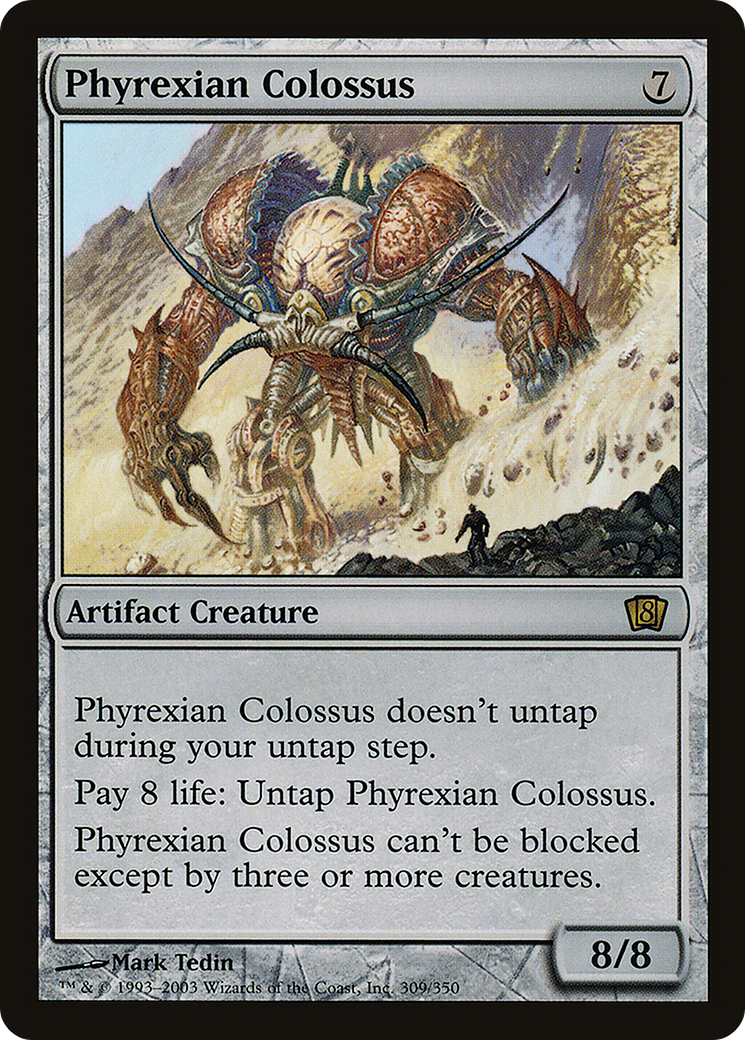 Phyrexian Colossus 7
Artifact Creature 8
Phyrexian Colossus doesn't untap
during your untap step.
Pay 8 life: Untap Phyrexian Colossus.
Phyrexian Colossus can't be blocked
except by three or more creatures.
8/8
Mark Tedin
™ & © 1993–2003 Wizards of the Coast, Inc. 309/350